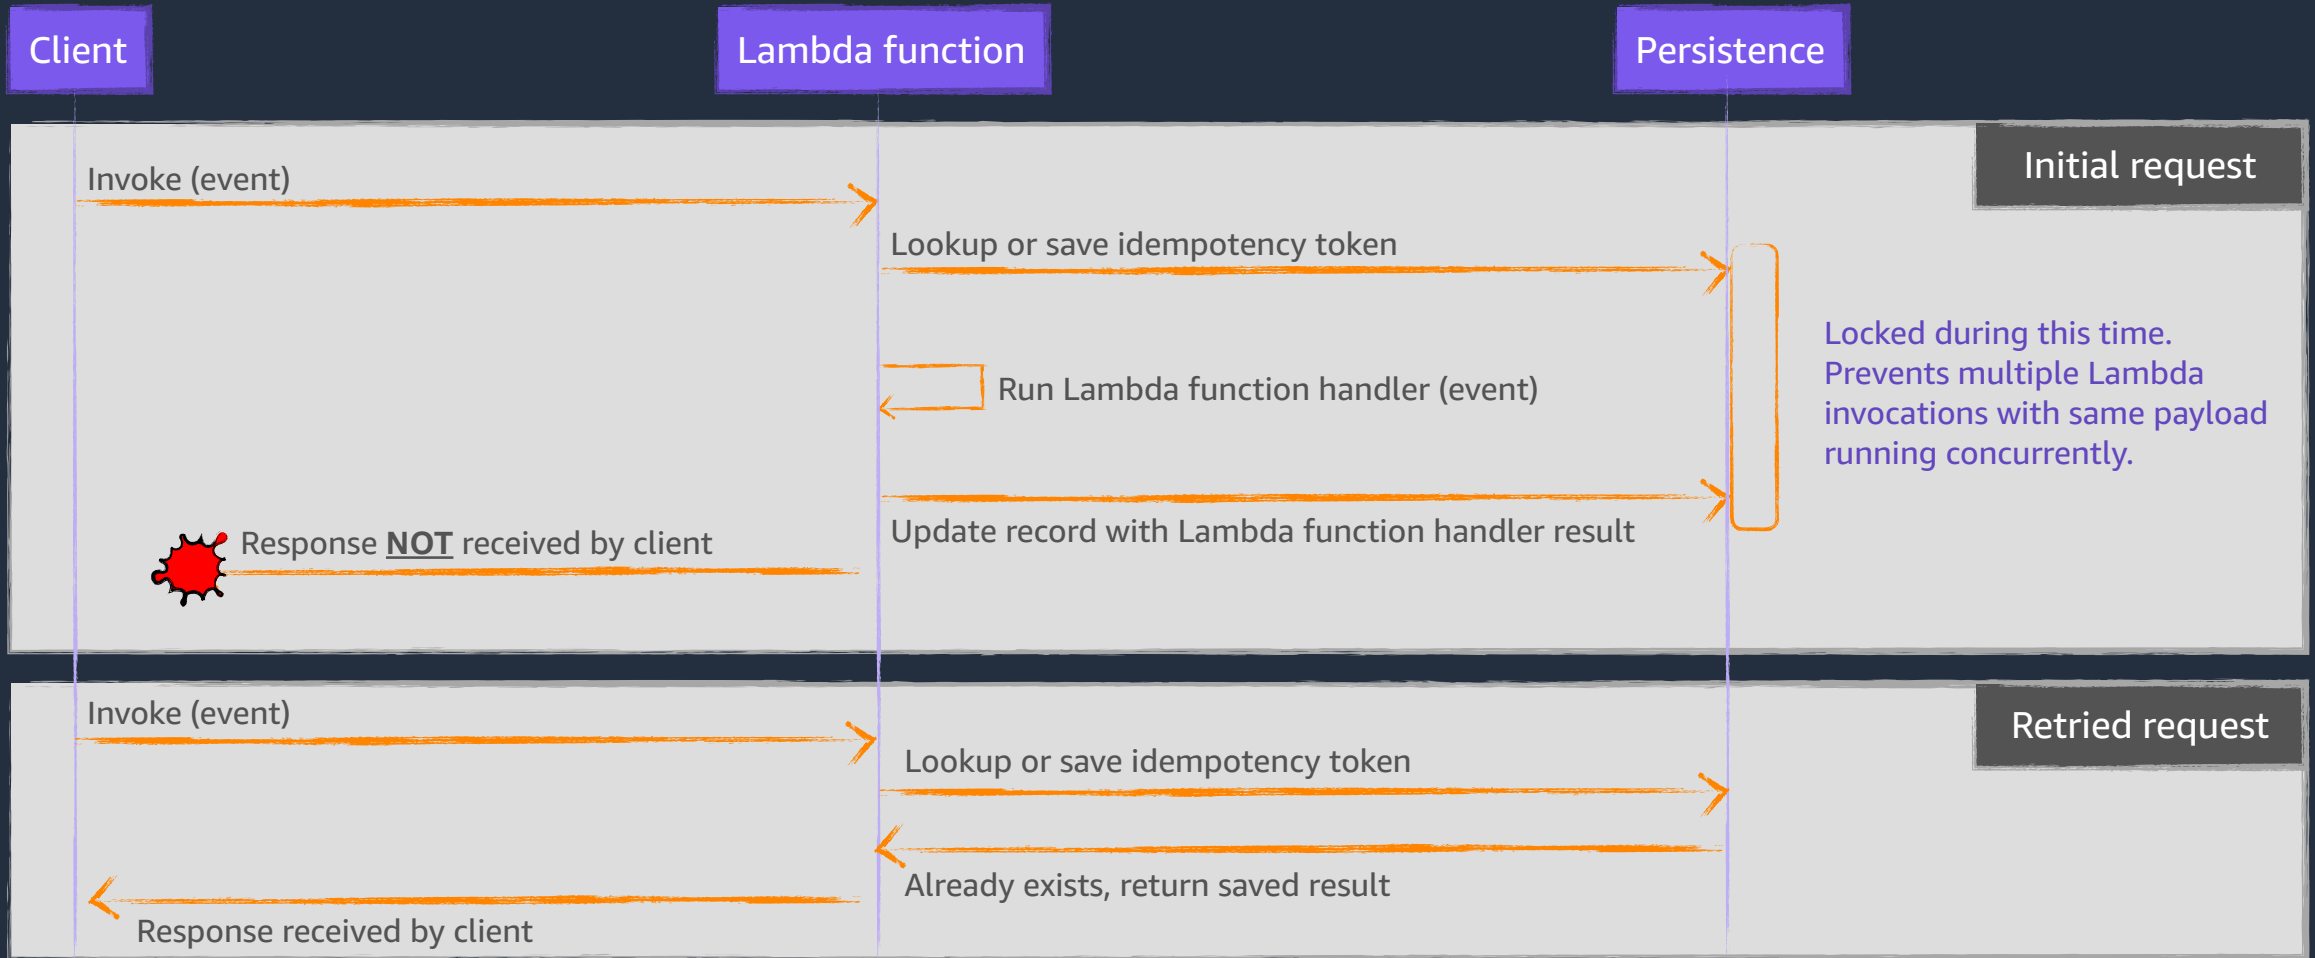 Client
Lambda function
Persistence
Initial request
Invoke (event)
Lookup or save idempotency token
Locked during this time.
Prevents multiple Lambda
invocations with same payload
running concurrently.
Run Lambda function handler (event)
Update record with Lambda function handler result
Response NOT received by client
Retried request
Invoke (event)
Lookup or save idempotency token
Already exists, return saved result
Response received by client